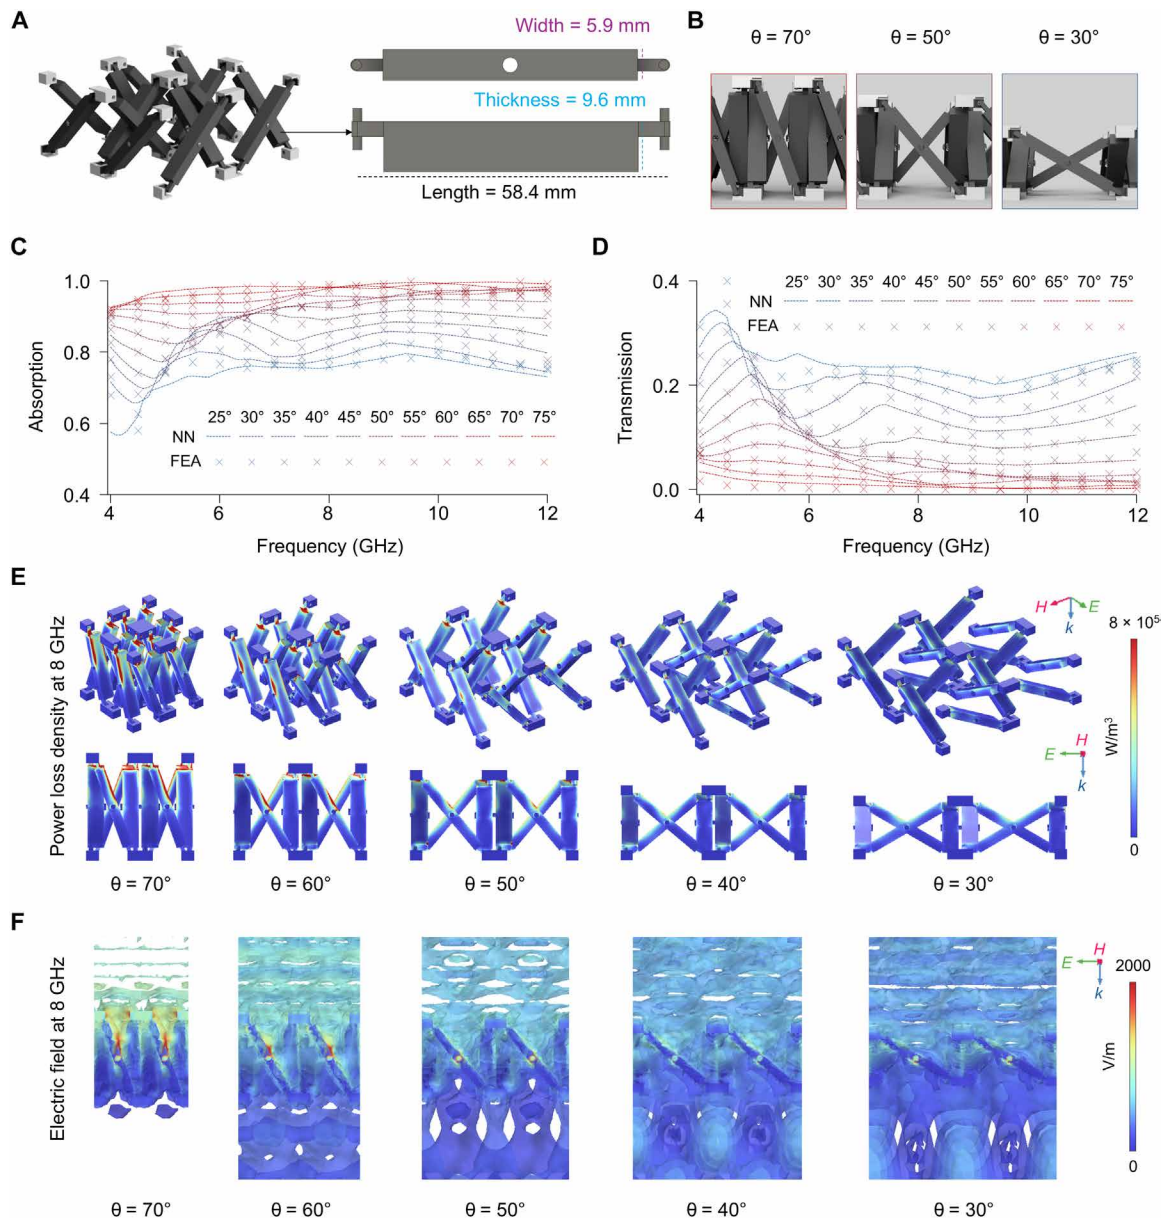 A
Width = 5.9 mm
Thickness = 9.6 mm
Length = 58.4 mm
B
θ = 70° θ = 50° θ = 30°
C
1.0
0.8
0.6
0.4
Absorption
25° 30° 35° 40° 45° 50° 55° 60° 65° 70° 75°
NN
FEA
4 6 8 10 12
Frequency (GHz)
D
0.4
0.2
0.0
Transmission
25° 30° 35° 40° 45° 50° 55° 60° 65° 70° 75°
NN
FEA
4 6 8 10 12
Frequency (GHz)
E
Power loss density at 8 GHz
H E
k
8 × 10⁵
W/m³
0
H
E
k
θ = 70° θ = 60° θ = 50° θ = 40° θ = 30°
F
Electric field at 8 GHz
H
E
k
2000
V/m
0
θ = 70° θ = 60° θ = 50° θ = 40° θ = 30°